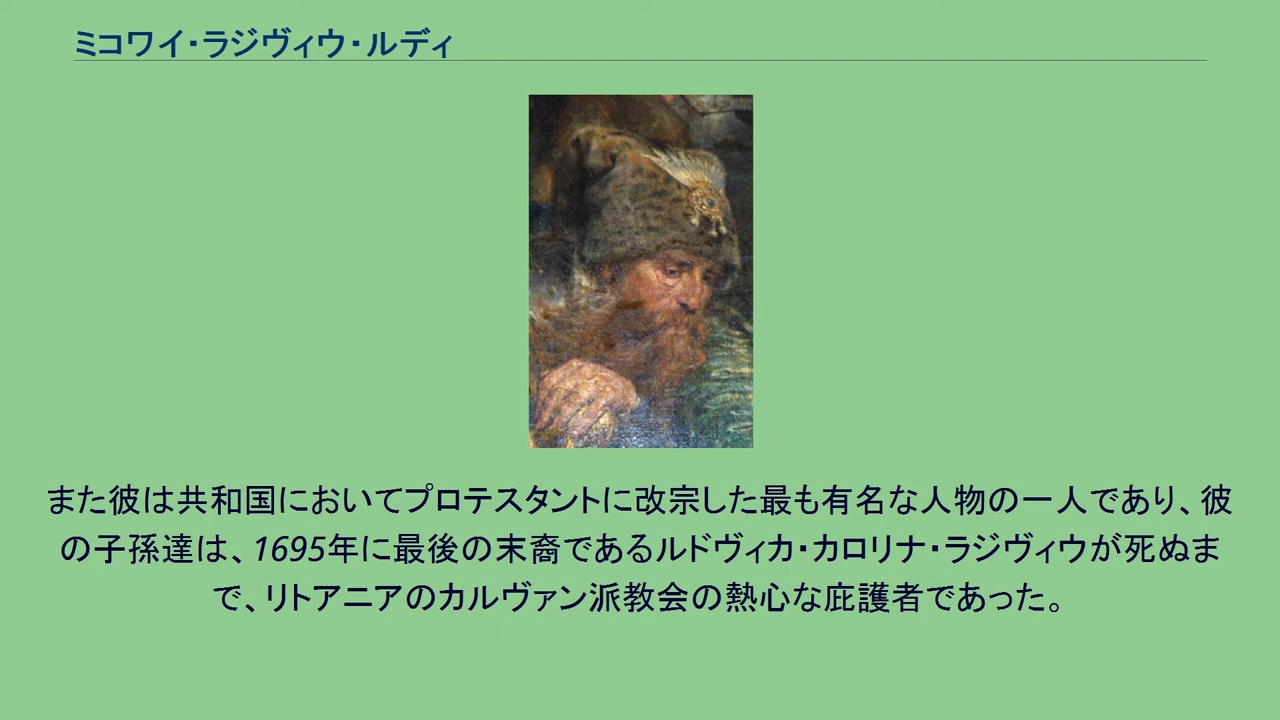 ミコワイ・ラジヴィウ・ルディ
また彼は共和国においてプロテスタントに改宗した最も有名な人物の一人であり、彼
の子孫達は、1695年に最後の末裔であるルドヴィカ・カロリナ・ラジヴィウが死ぬま
で、リトアニアのカルヴァン派教会の熱心な庇護者であった。